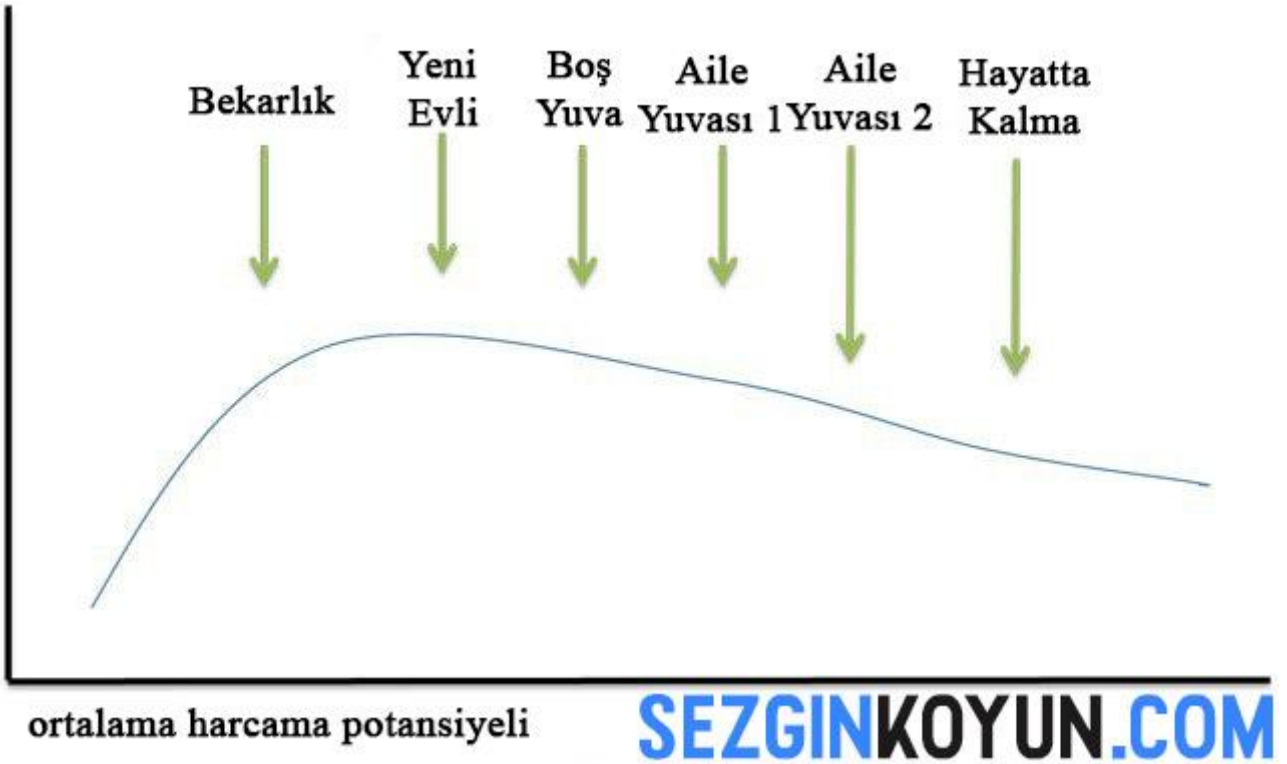 Bekarlık
Yeni
Evli
Boş
Yuva
Aile
Yuvası 1
Aile
Yuvası 2
Hayatta
Kalma
ortalama harcama potansiyeli
SEZGINKOYUN.COM